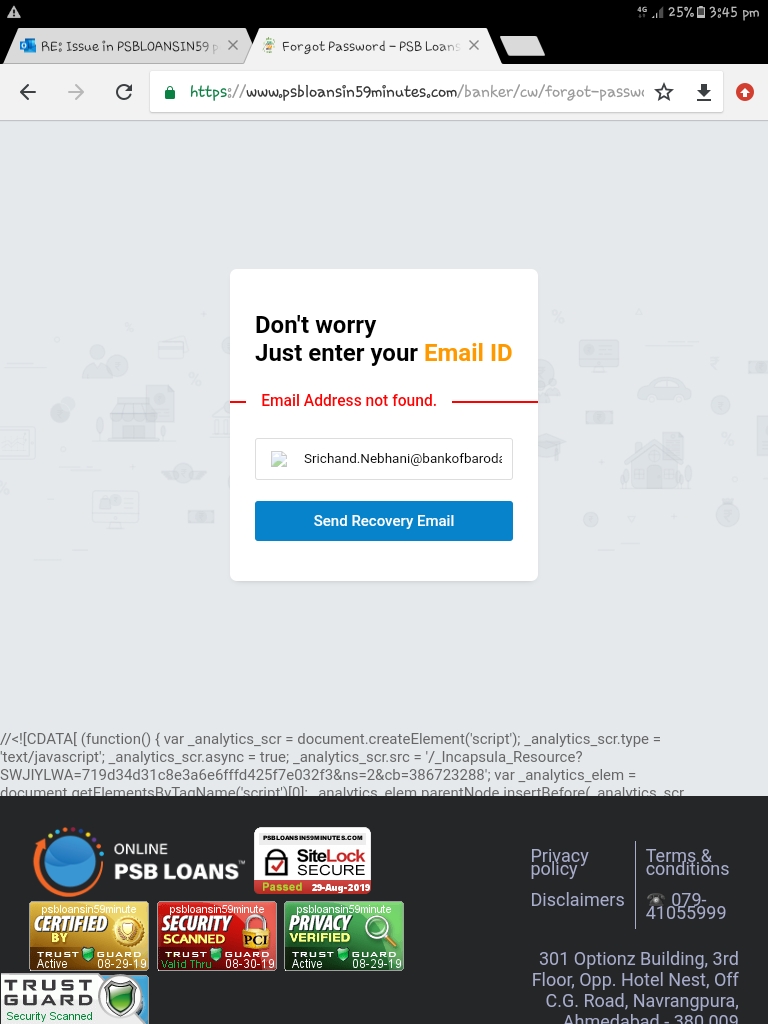 4G 25% 3:45 pm
RE: Issue in PSBLOANSIN59 p
Forgot Password - PSB Loans
https://www.psbloansin59minutes.com/banker/cw/forgot-passwo
Don't worry
Just enter your Email ID
Email Address not found.
Srichand.Nebhani@bankofbaroda
Send Recovery Email
//<![CDATA[ (function() { var _analytics_scr = document.createElement('script'); _analytics_scr.type =
'text/javascript'; _analytics_scr.async = true; _analytics_scr.src = '/_Incapsula_Resource?
SWJIYLWA=719d34d31c8e3a6e6fffd425f7e032f3&ns=2&cb=386723288'; var _analytics_elem =
document.getElementsByTagName('script')[0]; _analytics_elem.parentNode.insertBefore(_analytics_scr,
ONLINE
PSB LOANS™
PSBLOANSIN59MINUTES.COM
SiteLock
SECURE
Passed 29-Aug-2019
psbloansin59minute
CERTIFIED
BY
TRUST GUARD
Active 08-29-19
psbloansin59minute
SECURITY
SCANNED PCI
TRUST GUARD
Valid Thru 08-30-19
psbloansin59minute
PRIVACY
VERIFIED
TRUST GUARD
Active 08-29-19
TRUST
GUARD
Security Scanned
Privacy
policy
Terms &
conditions
Disclaimers
079-
41055999
301 Optionz Building, 3rd
Floor, Opp. Hotel Nest, Off
C.G. Road, Navrangpura,
Ahmedabad - 380 009